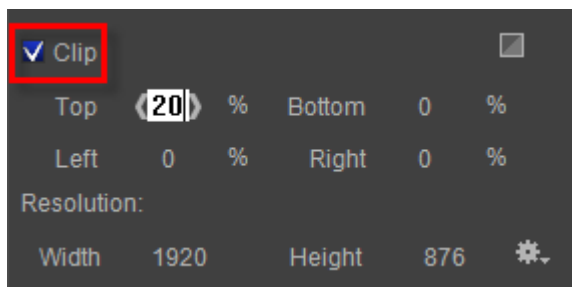 Clip
Top 20 % Bottom 0 %
Left 0 % Right 0 %
Resolution:
Width 1920 Height 876